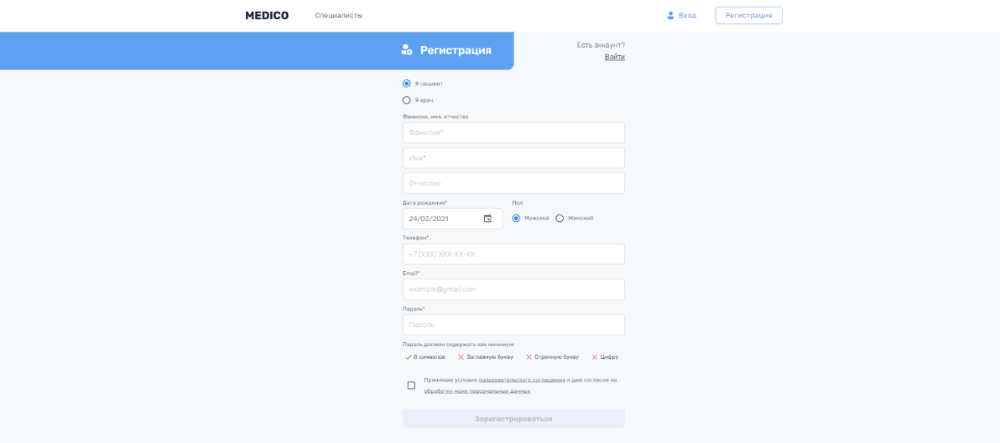 MEDICO Специалисты Вход Регистрация
Регистрация
Есть аккаунт?
Войти
Я пациент
Я врач
Фамилия, имя, отчество
Фамилия*
Имя*
Отчество
Дата рождения* Пол
24/03/2021 Мужской Женский
Телефон*
+7 (XXX) XXX-XX-XX
Email*
example@gmail.com
Пароль*
Пароль
Пароль должен содержать как минимум:
8 символов Заглавную букву Строчную букву Цифру
Принимаю условия пользовательского соглашения и даю согласие на
обработку моих персональных данных
Зарегистрироваться